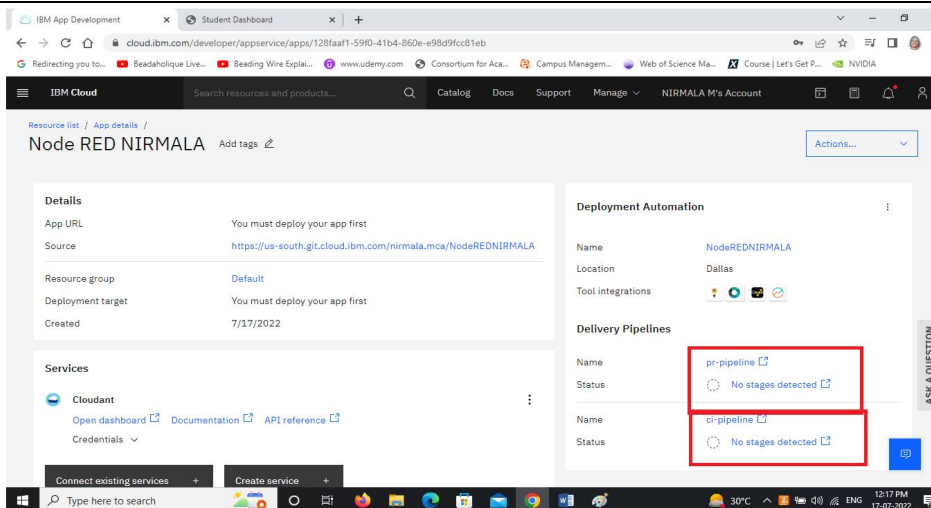 IBM App Development
Student Dashboard
cloud.ibm.com/developer/appservice/apps/128faaf1-59f0-41b4-860e-e98d9fcc81eb
Redirecting you to... Beadaholique Live... Beading Wire Explai... www.udemy.com Consortium for Aca... Campus Managem... Web of Science Ma... Course | Let's Get P... NVIDIA
IBM Cloud Search resources and products... Catalog Docs Support Manage NIRMALA M's Account
Resource list / App details /
Node RED NIRMALA Add tags
Actions...
Details
App URL You must deploy your app first
Source https://us-south.git.cloud.ibm.com/nirmala.mca/NodeREDNIRMALA
Resource group Default
Deployment target You must deploy your app first
Created 7/17/2022
Services
Cloudant
Open dashboard Documentation API reference
Credentials
Connect existing services + Create service +
Deployment Automation
Name NodeREDNIRMALA
Location Dallas
Tool integrations
Delivery Pipelines
Name pr-pipeline
Status No stages detected
Name ci-pipeline
Status No stages detected
ASK A QUESTION
Type here to search
30°C ENG 12:17 PM
17-07-2022